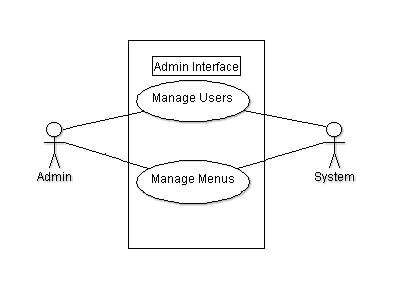 Admin Interface
Manage Users
Admin
System
Manage Menus